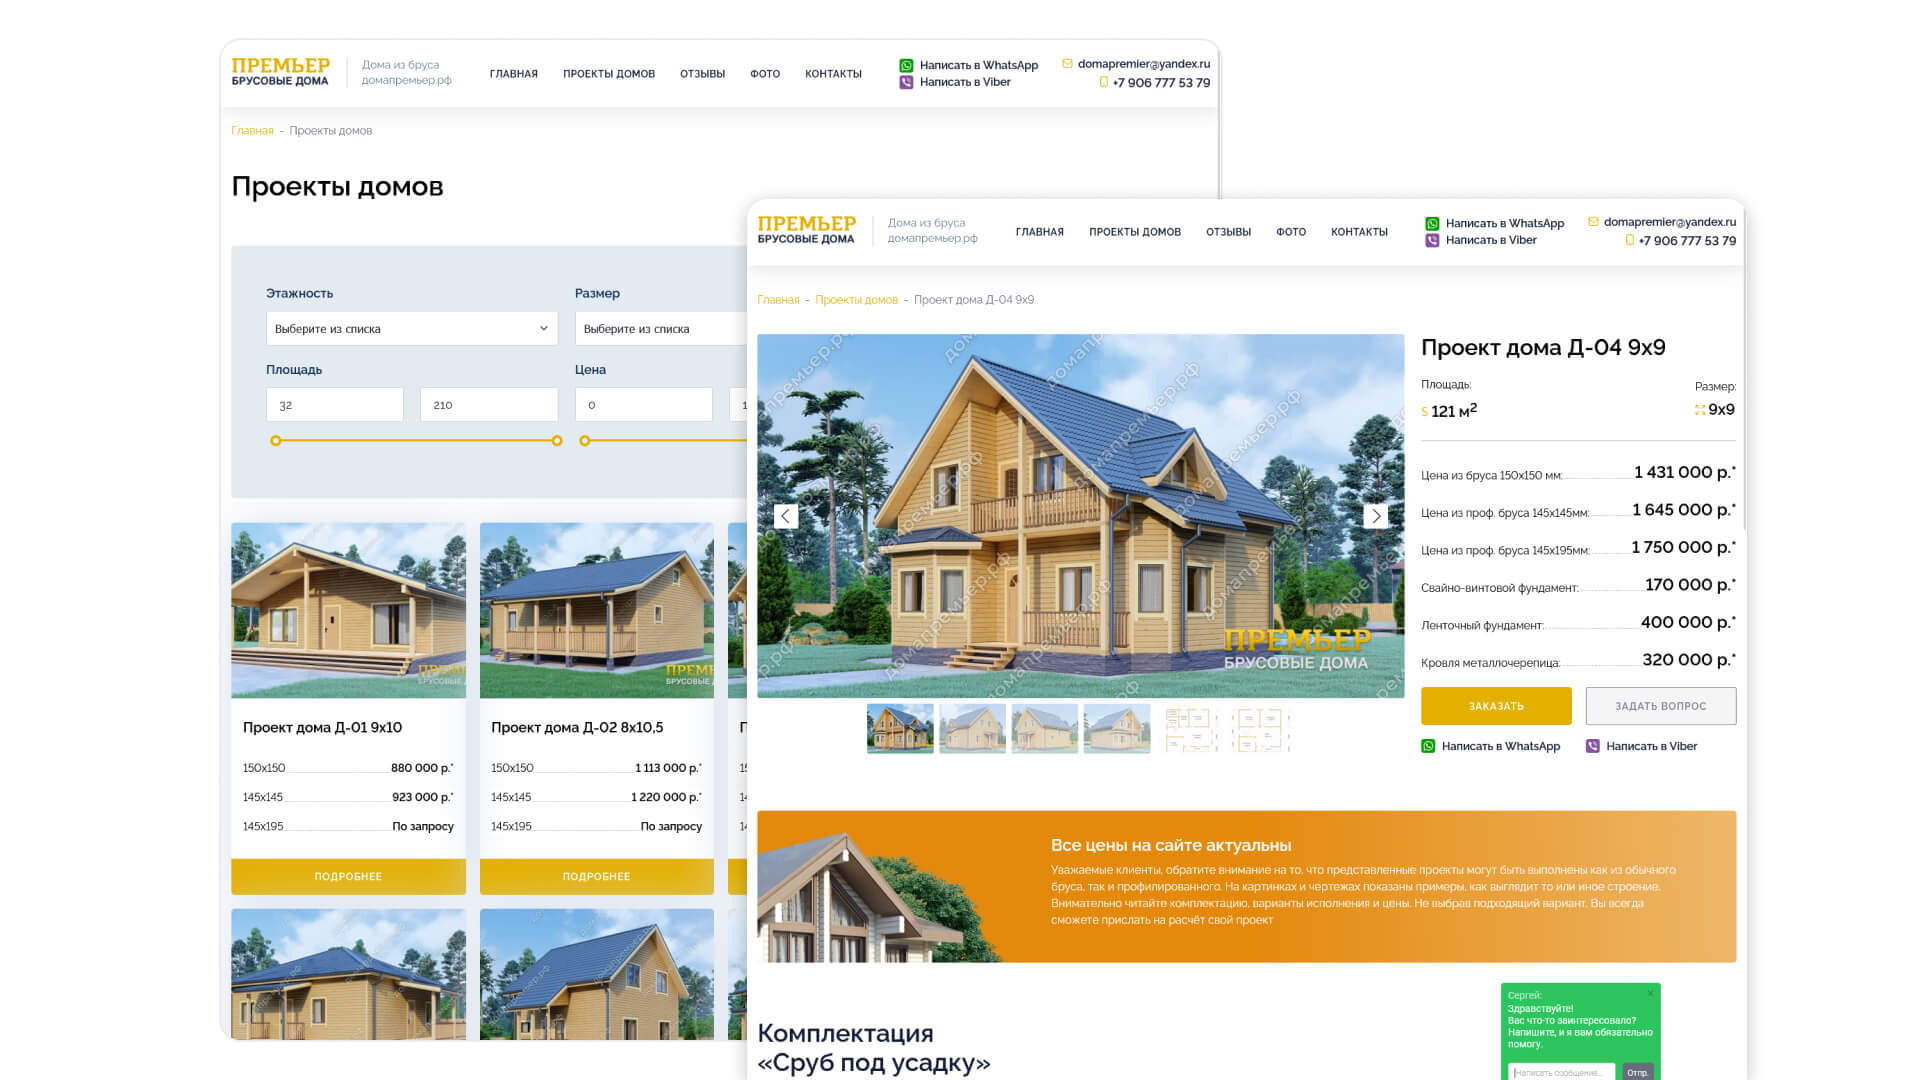 ПРЕМЬЕР
БРУСОВЫЕ ДОМА
Дома из бруса
домапремьер.рф
ГЛАВНАЯ
ПРОЕКТЫ ДОМОВ
ОТЗЫВЫ
ФОТО
КОНТАКТЫ
Написать в WhatsApp
Написать в Viber
domapremier@yandex.ru
+7 906 777 53 79
Главная - Проекты домов
Проекты домов
Этажность
Размер
Выберите из списка
Выберите из списка
Площадь
Цена
32
210
0
1
Проект дома Д-01 9x10
150x150 880 000 р.*
145x145 923 000 р.*
145x195 По запросу
ПОДРОБНЕЕ
Проект дома Д-02 8x10,5
150x150 1 113 000 р.*
145x145 1 220 000 р.*
145x195 По запросу
ПОДРОБНЕЕ
ПРЕМЬЕР
БРУСОВЫЕ ДОМА
Дома из бруса
домапремьер.рф
ГЛАВНАЯ
ПРОЕКТЫ ДОМОВ
ОТЗЫВЫ
ФОТО
КОНТАКТЫ
Написать в WhatsApp
Написать в Viber
domapremier@yandex.ru
+7 906 777 53 79
Главная - Проекты домов - Проект дома Д-04 9x9
домапремьер.рф
ПРЕМЬЕР
БРУСОВЫЕ ДОМА
Проект дома Д-04 9x9
Площадь:
Размер:
S 121 м2
9x9
Цена из бруса 150x150 мм: 1 431 000 р.*
Цена из проф. бруса 145x145мм: 1 645 000 р.*
Цена из проф. бруса 145x195мм: 1 750 000 р.*
Свайно-винтовой фундамент: 170 000 р.*
Ленточный фундамент: 400 000 р.*
Кровля металлочерепица: 320 000 р.*
ЗАКАЗАТЬ
ЗАДАТЬ ВОПРОС
Написать в WhatsApp
Написать в Viber
Все цены на сайте актуальны
Уважаемые клиенты, обратите внимание на то, что представленные проекты могут быть выполнены как из обычного
бруса, так и профилированного. На картинках и чертежах показаны примеры, как выглядит то или иное строение.
Внимательно читайте комплектацию, варианты исполнения и цены. Не выбрав подходящий вариант, Вы всегда
сможете прислать на расчёт свой проект
Комплектация
«Сруб под усадку»
Сергей:
Здравствуйте!
Вас что-то заинтересовало?
Напишите, и я вам обязательно
помогу.
Написать сообщение...
Отпр.